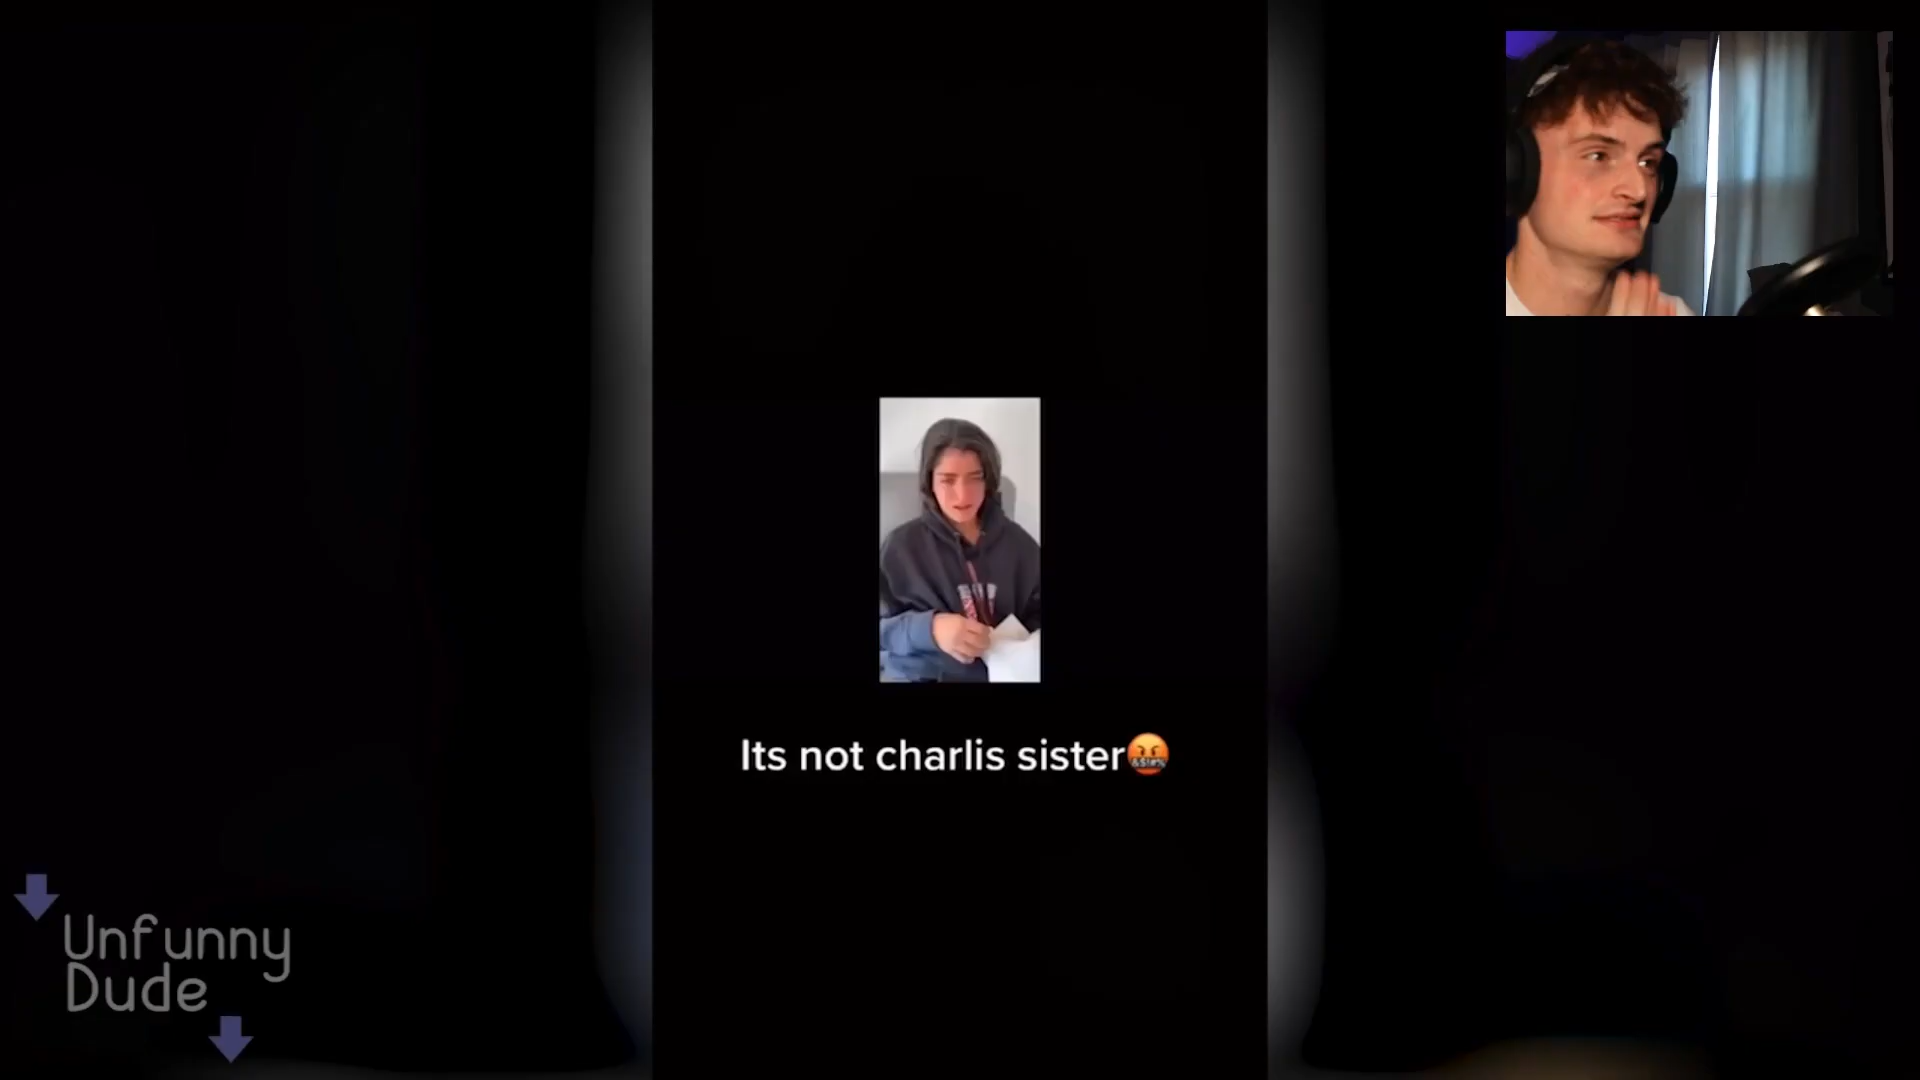 Its not charlis sister🤬
Unfunny
Dude